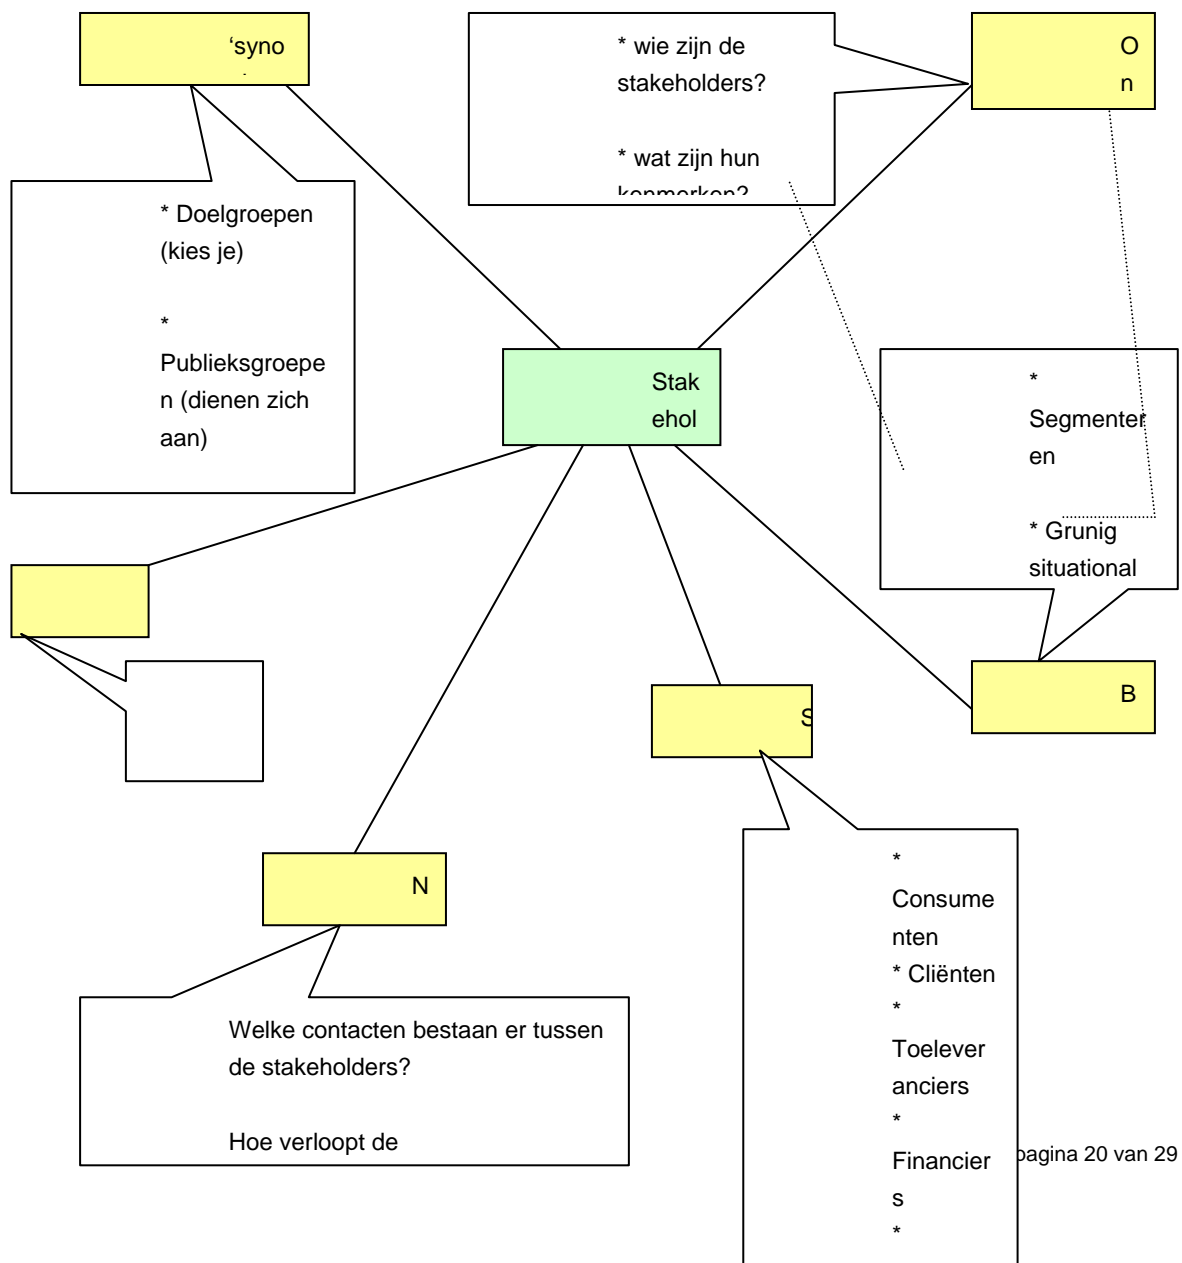 ‘syno
* wie zijn de
stakeholders?
* wat zijn hun
kenmerken?
O
n
* Doelgroepen
(kies je)
*
Publieksgroepe
n (dienen zich
aan)
Stak
ehol
*
Segmenter
en
* Grunig
situational
B
S
N
Welke contacten bestaan er tussen
de stakeholders?
Hoe verloopt de
*
Consume
nten
* Cliënten
*
Toelever
anciers
*
Financier
s
*
pagina 20 van 29